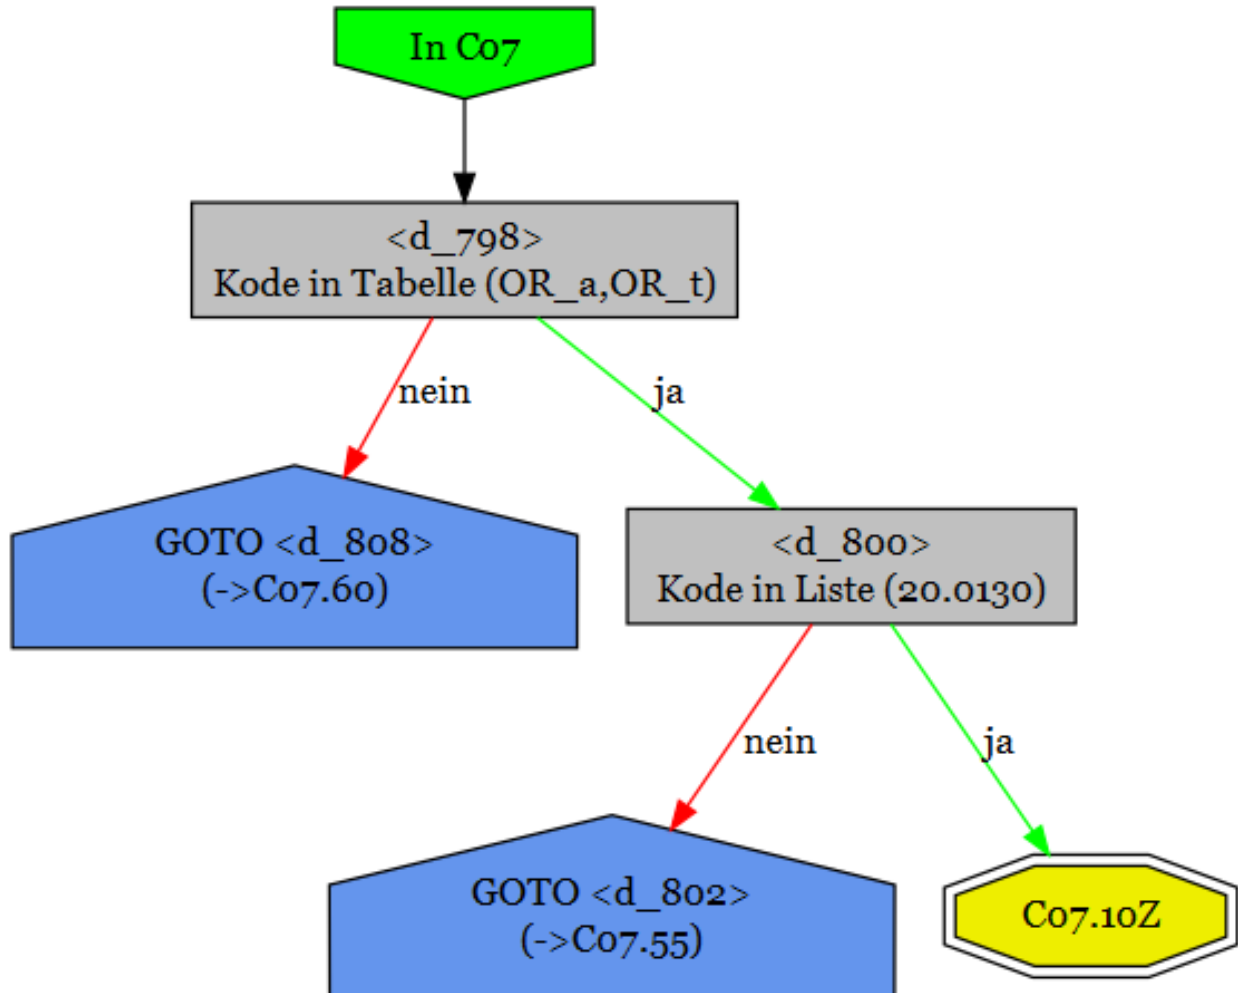 In C07
<d_798>
Kode in Tabelle (OR_a,OR_t)
nein
ja
GOTO <d_808>
(->C07.60)
<d_800>
Kode in Liste (20.0130)
nein
ja
GOTO <d_802>
(->C07.55)
C07.10Z